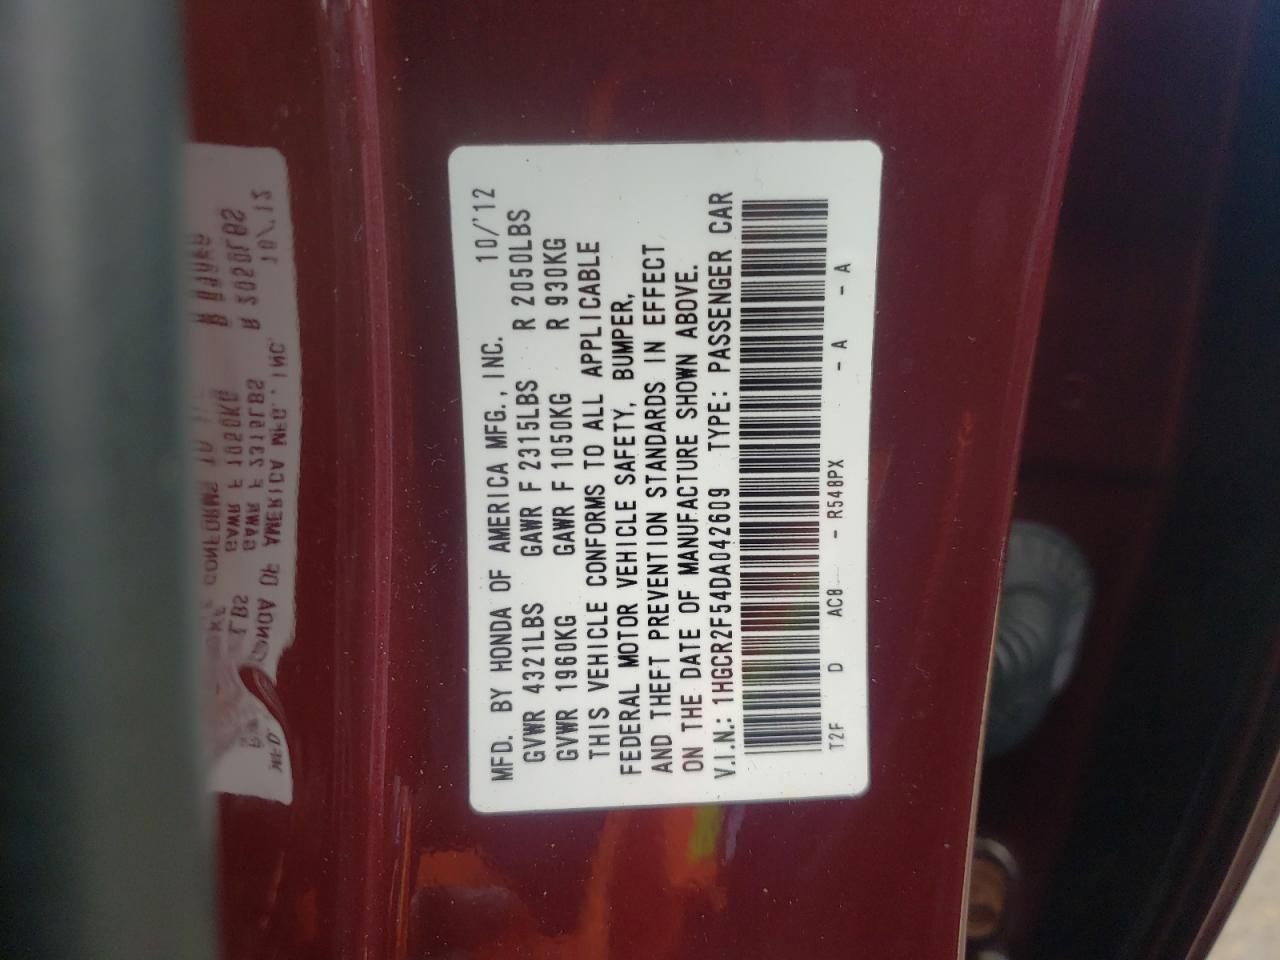 MFD. BY HONDA OF AMERICA MFG., INC. 10/'12
GVWR 4321LBS GAWR F 2315LBS R 2050LBS
GVWR 1960KG GAWR F 1050KG R 930KG
THIS VEHICLE CONFORMS TO ALL APPLICABLE
FEDERAL MOTOR VEHICLE SAFETY, BUMPER,
AND THEFT PREVENTION STANDARDS IN EFFECT
ON THE DATE OF MANUFACTURE SHOWN ABOVE.
V.I.N.: 1HGCR2F54DA042609 TYPE: PASSENGER CAR
T2F D AC8 - R548PX - A - A